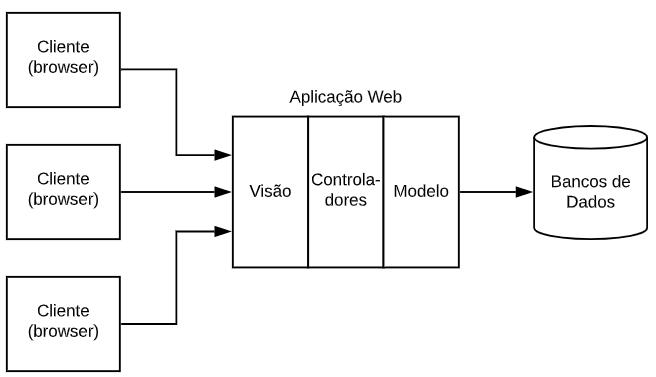 Cliente
(browser)
Aplicação Web
Cliente
(browser)
Visão
Controla-
dores
Modelo
Bancos de
Dados
Cliente
(browser)